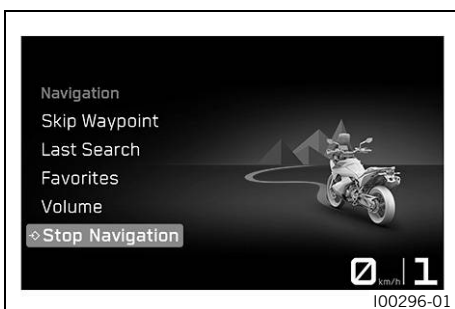 Navigation
Skip Waypoint
Last Search
Favorites
Volume
Stop Navigation
0 km/h 1
I00296-01